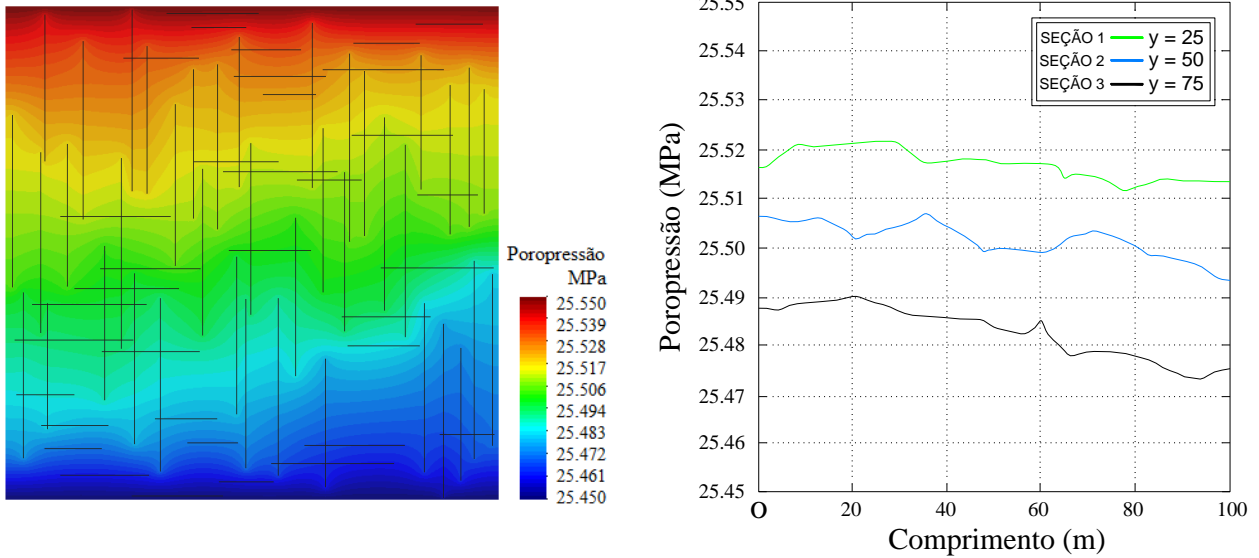 Poropressão
MPa
25.550
25.539
25.528
25.517
25.506
25.494
25.483
25.472
25.461
25.450
25.55
25.54
25.53
25.52
25.51
25.50
25.49
25.48
25.47
25.46
25.45
Poropressão (MPa)
SEÇÃO 1 y = 25
SEÇÃO 2 y = 50
SEÇÃO 3 y = 75
O 20 40 60 80 100
Comprimento (m)